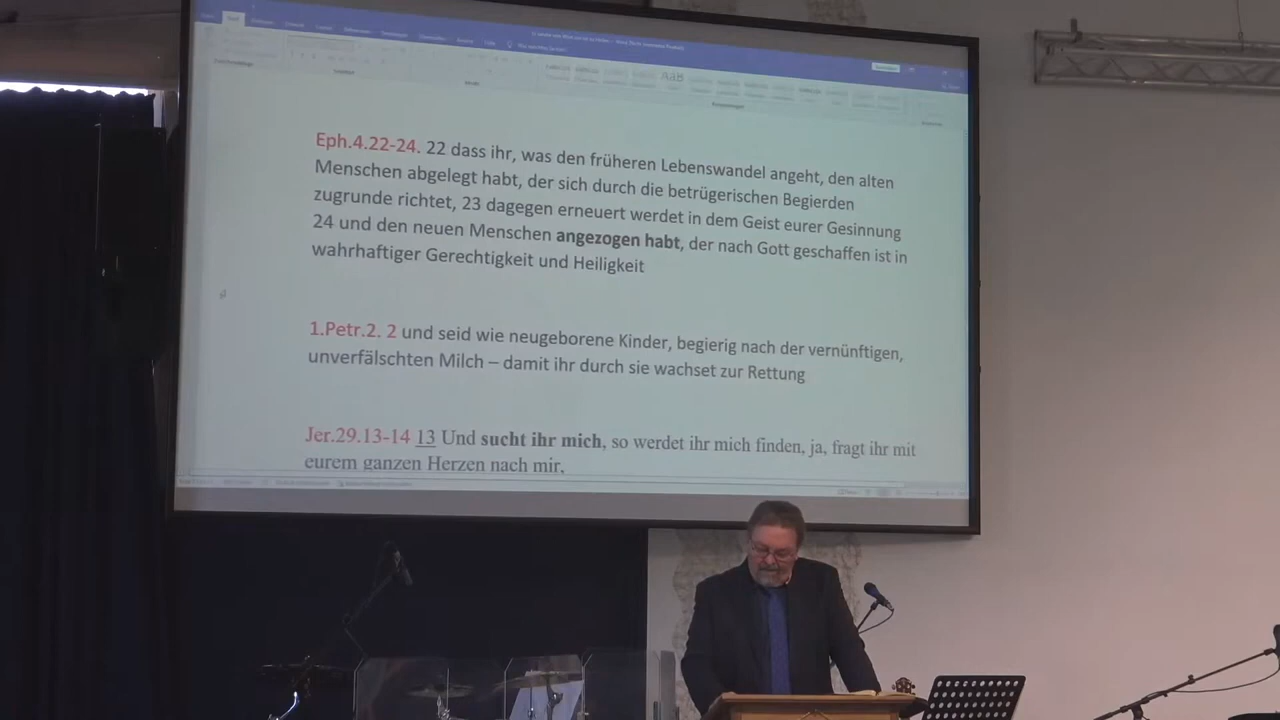 Eph.4.22-24. 22 dass ihr, was den früheren Lebenswandel angeht, den alten
Menschen abgelegt habt, der sich durch die betrügerischen Begierden
zugrunde richtet, 23 dagegen erneuert werdet in dem Geist eurer Gesinnung
24 und den neuen Menschen angezogen habt, der nach Gott geschaffen ist in
wahrhaftiger Gerechtigkeit und Heiligkeit
1.Petr.2. 2 und seid wie neugeborene Kinder, begierig nach der vernünftigen,
unverfälschten Milch – damit ihr durch sie wachset zur Rettung
Jer.29.13-14 13 Und sucht ihr mich, so werdet ihr mich finden, ja, fragt ihr mit
eurem ganzen Herzen nach mir,